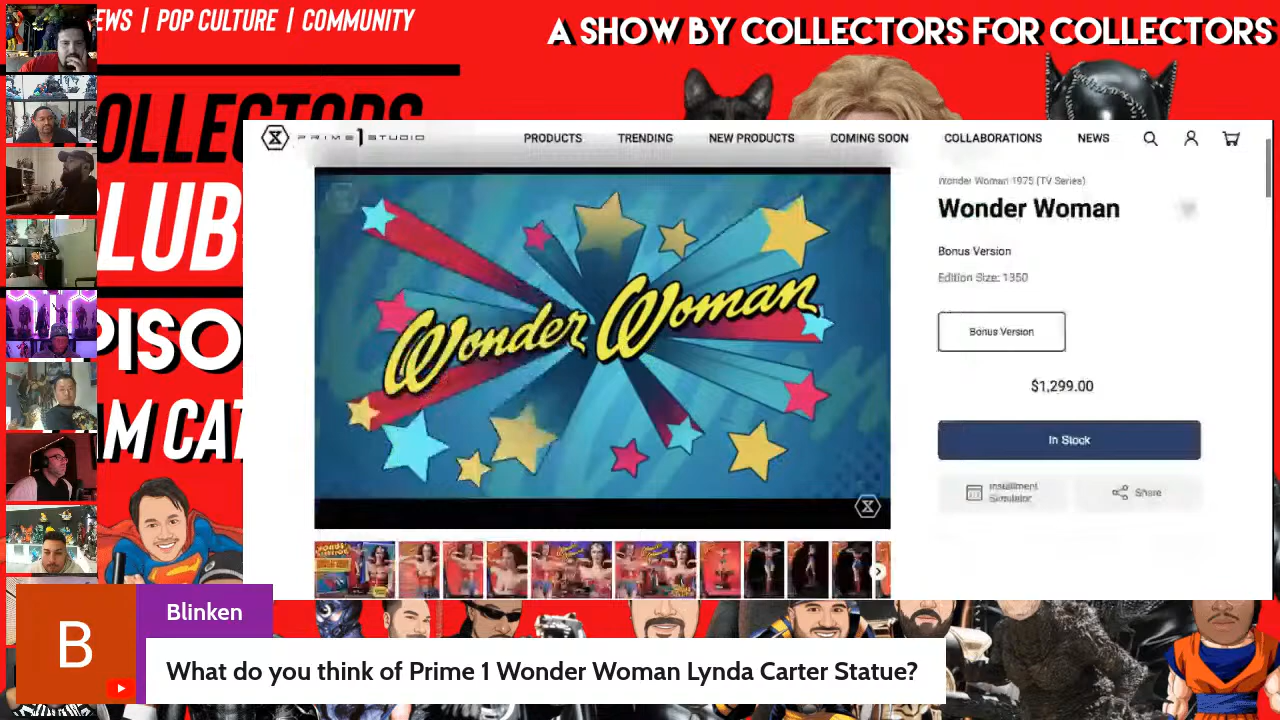 EWS | POP CULTURE | COMMUNITY
A SHOW BY COLLECTORS FOR COLLECTORS
OLLECTORS
LUB
PISO
M CAT
PRIME 1 STUDIO
PRODUCTS
TRENDING
NEW PRODUCTS
COMING SOON
COLLABORATIONS
NEWS
Wonder Woman 1975 (TV Series)
Wonder Woman
Bonus Version
Edition Size: 1350
Bonus Version
$1,299.00
In Stock
Installment
Simulator
Share
Wonder Woman
B
Blinken
What do you think of Prime 1 Wonder Woman Lynda Carter Statue?